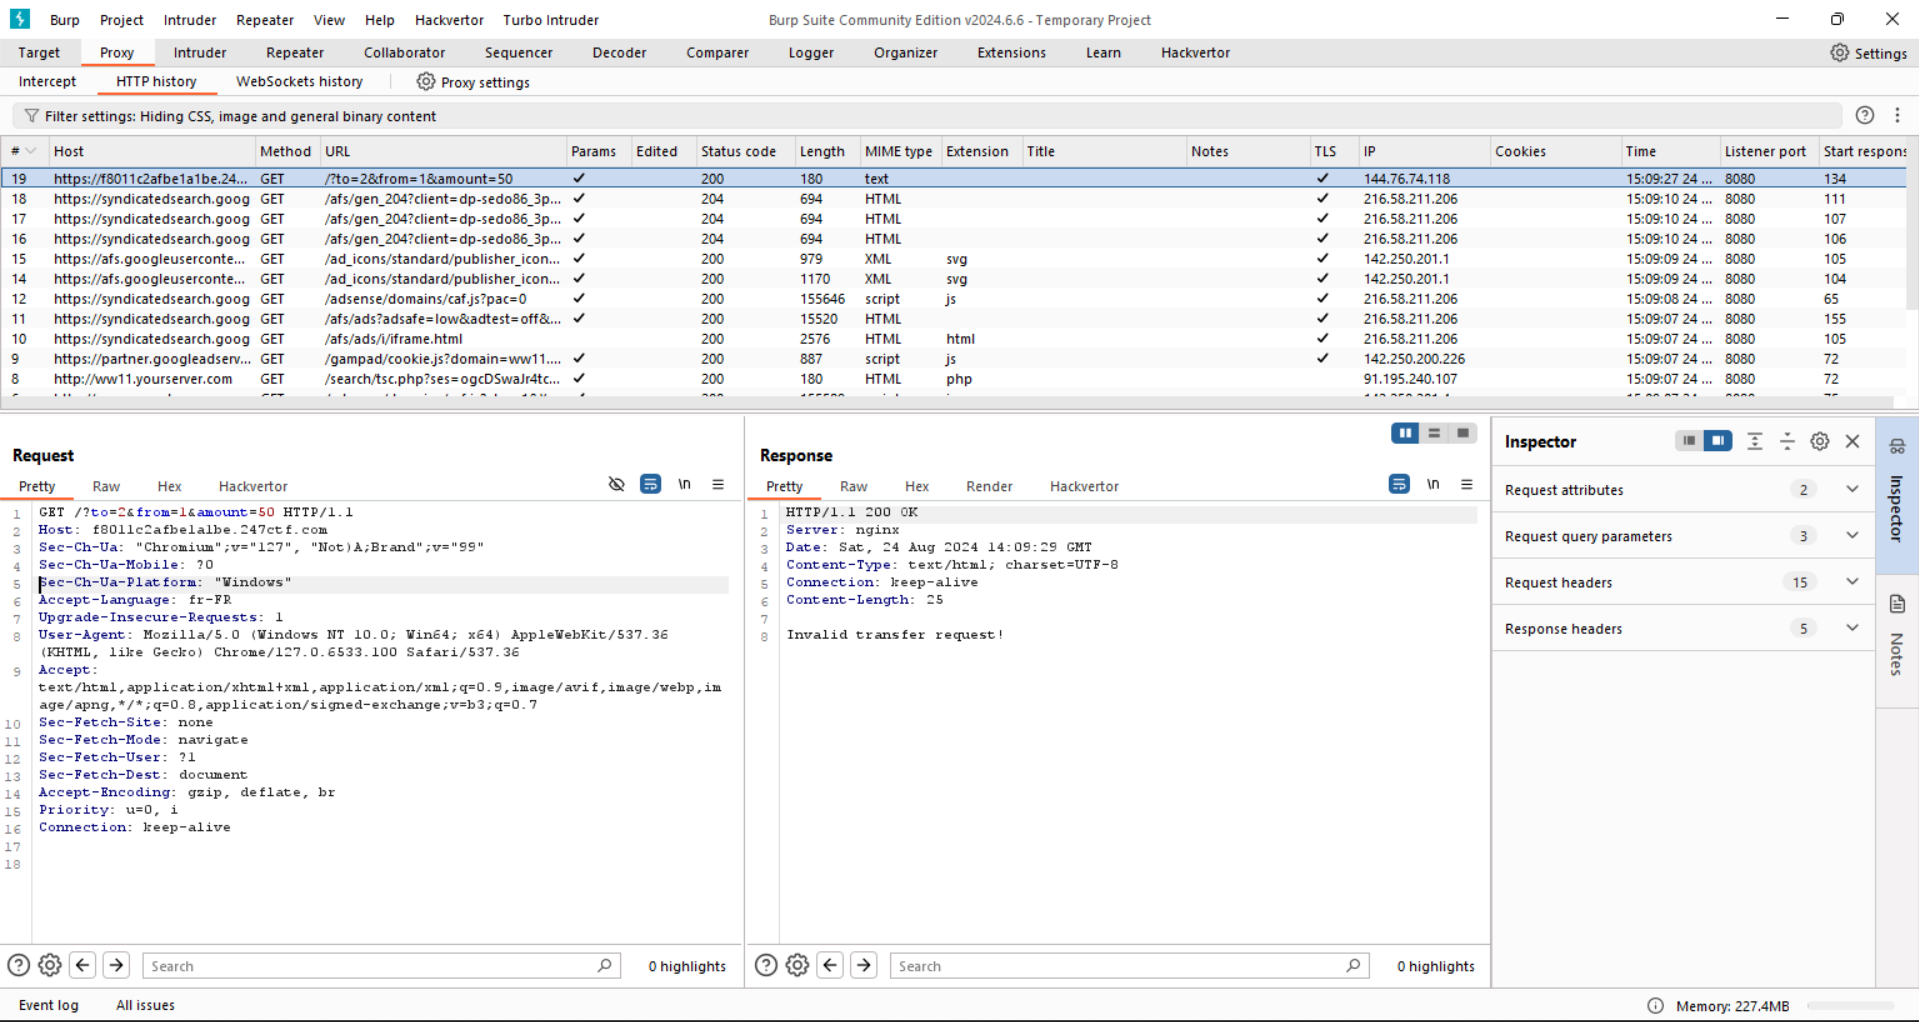 Burp Project Intruder Repeater View Help Hackvertor Turbo Intruder Burp Suite Community Edition v2024.6.6 - Temporary Project
Target Proxy Intruder Repeater Collaborator Sequencer Decoder Comparer Logger Organizer Extensions Learn Hackvertor Settings
Intercept HTTP history WebSockets history Proxy settings
Filter settings: Hiding CSS, image and general binary content
# Host Method URL Params Edited Status code Length MIME type Extension Title Notes TLS IP Cookies Time Listener port Start respons
19 https://f8011c2afbe1a1be.24... GET /?to=2&from=1&amount=50 ✓ 200 180 text ✓ 144.76.74.118 15:09:27 24 ... 8080 134
18 https://syndicatedsearch.goog GET /afs/gen_204?client=dp-sedo86_3p... ✓ 204 694 HTML ✓ 216.58.211.206 15:09:10 24 ... 8080 111
17 https://syndicatedsearch.goog GET /afs/gen_204?client=dp-sedo86_3p... ✓ 204 694 HTML ✓ 216.58.211.206 15:09:10 24 ... 8080 107
16 https://syndicatedsearch.goog GET /afs/gen_204?client=dp-sedo86_3p... ✓ 204 694 HTML ✓ 216.58.211.206 15:09:10 24 ... 8080 106
15 https://afs.googleuserconte... GET /ad_icons/standard/publisher_icon... ✓ 200 979 XML svg ✓ 142.250.201.1 15:09:09 24 ... 8080 105
14 https://afs.googleuserconte... GET /ad_icons/standard/publisher_icon... ✓ 200 1170 XML svg ✓ 142.250.201.1 15:09:09 24 ... 8080 104
12 https://syndicatedsearch.goog GET /adsense/domains/caf.js?pac=0 ✓ 200 155646 script js ✓ 216.58.211.206 15:09:08 24 ... 8080 65
11 https://syndicatedsearch.goog GET /afs/ads?adsafe=low&adtest=off&... ✓ 200 15520 HTML ✓ 216.58.211.206 15:09:07 24 ... 8080 155
10 https://syndicatedsearch.goog GET /afs/ads/i/iframe.html 200 2576 HTML html ✓ 216.58.211.206 15:09:07 24 ... 8080 105
9 https://partner.googleadserv... GET /gampad/cookie.js?domain=ww11.... ✓ 200 887 script js ✓ 142.250.200.226 15:09:07 24 ... 8080 72
8 http://ww11.yourserver.com GET /search/tsc.php?ses=ogcDSwaJr4tc... ✓ 200 180 HTML php 91.195.240.107 15:09:07 24 ... 8080 72
Request
Pretty Raw Hex Hackvertor \n
1 GET /?to=2&from=1&amount=50 HTTP/1.1
2 Host: f8011c2afbe1a1be.247ctf.com
3 Sec-Ch-Ua: "Chromium";v="127", "Not)A;Brand";v="99"
4 Sec-Ch-Ua-Mobile: ?0
5 Sec-Ch-Ua-Platform: "Windows"
6 Accept-Language: fr-FR
7 Upgrade-Insecure-Requests: 1
8 User-Agent: Mozilla/5.0 (Windows NT 10.0; Win64; x64) AppleWebKit/537.36
(KHTML, like Gecko) Chrome/127.0.6533.100 Safari/537.36
9 Accept:
text/html,application/xhtml+xml,application/xml;q=0.9,image/avif,image/webp,im
age/apng,*/*;q=0.8,application/signed-exchange;v=b3;q=0.7
10 Sec-Fetch-Site: none
11 Sec-Fetch-Mode: navigate
12 Sec-Fetch-User: ?1
13 Sec-Fetch-Dest: document
14 Accept-Encoding: gzip, deflate, br
15 Priority: u=0, i
16 Connection: keep-alive
17
18
Search 0 highlights
Response
Pretty Raw Hex Render Hackvertor \n
1 HTTP/1.1 200 OK
2 Server: nginx
3 Date: Sat, 24 Aug 2024 14:09:29 GMT
4 Content-Type: text/html; charset=UTF-8
5 Connection: keep-alive
6 Content-Length: 25
7
8 Invalid transfer request!
Search 0 highlights
Inspector
Request attributes 2
Request query parameters 3
Request headers 15
Response headers 5
Inspector
Notes
Event log All issues Memory: 227.4MB